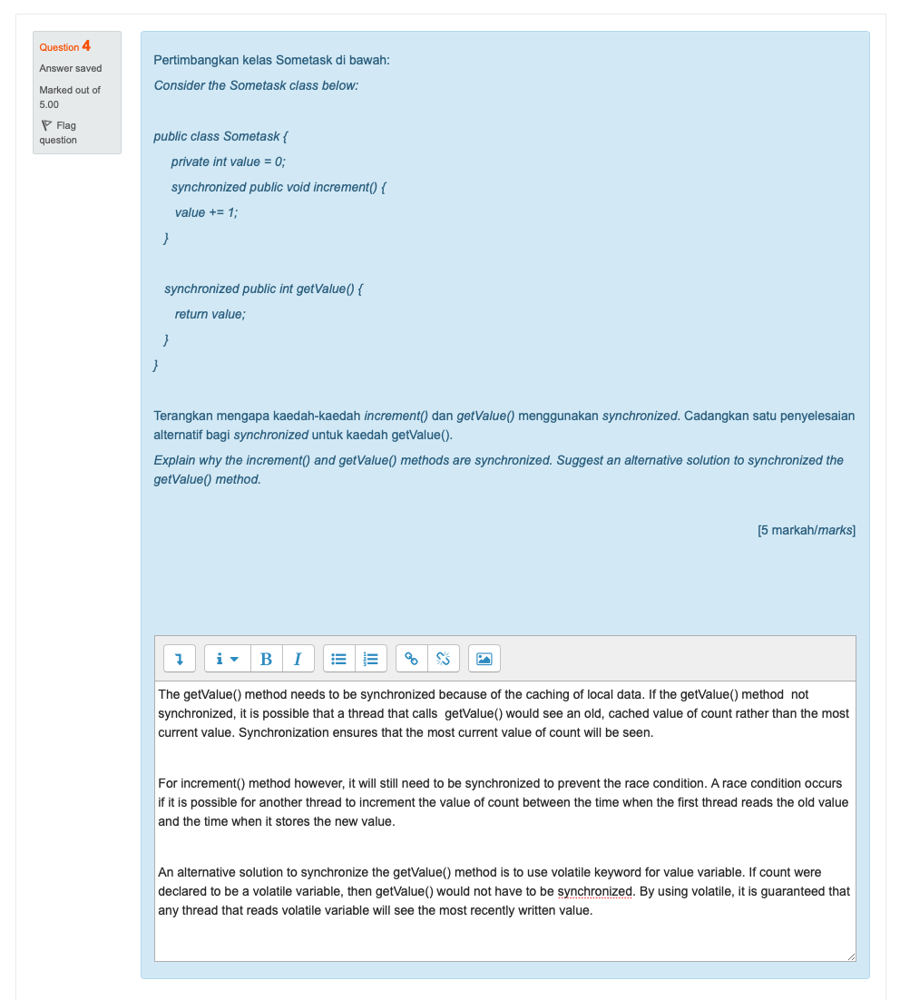 Question 4
Answer saved
Marked out of
5.00
Flag
question
Pertimbangkan kelas Sometask di bawah:
Consider the Sometask class below:
public class Sometask {
private int value = 0;
synchronized public void increment() {
value += 1;
}
synchronized public int getValue() {
return value;
}
}
Terangkan mengapa kaedah-kaedah increment() dan getValue() menggunakan synchronized. Cadangkan satu penyelesaian
alternatif bagi synchronized untuk kaedah getValue().
Explain why the increment() and getValue() methods are synchronized. Suggest an alternative solution to synchronized the
getValue() method.
[5 markah/marks]
The getValue() method needs to be synchronized because of the caching of local data. If the getValue() method  not
synchronized, it is possible that a thread that calls  getValue() would see an old, cached value of count rather than the most
current value. Synchronization ensures that the most current value of count will be seen.
For increment() method however, it will still need to be synchronized to prevent the race condition. A race condition occurs
if it is possible for another thread to increment the value of count between the time when the first thread reads the old value
and the time when it stores the new value.
An alternative solution to synchronize the getValue() method is to use volatile keyword for value variable. If count were
declared to be a volatile variable, then getValue() would not have to be synchronized. By using volatile, it is guaranteed that
any thread that reads volatile variable will see the most recently written value.